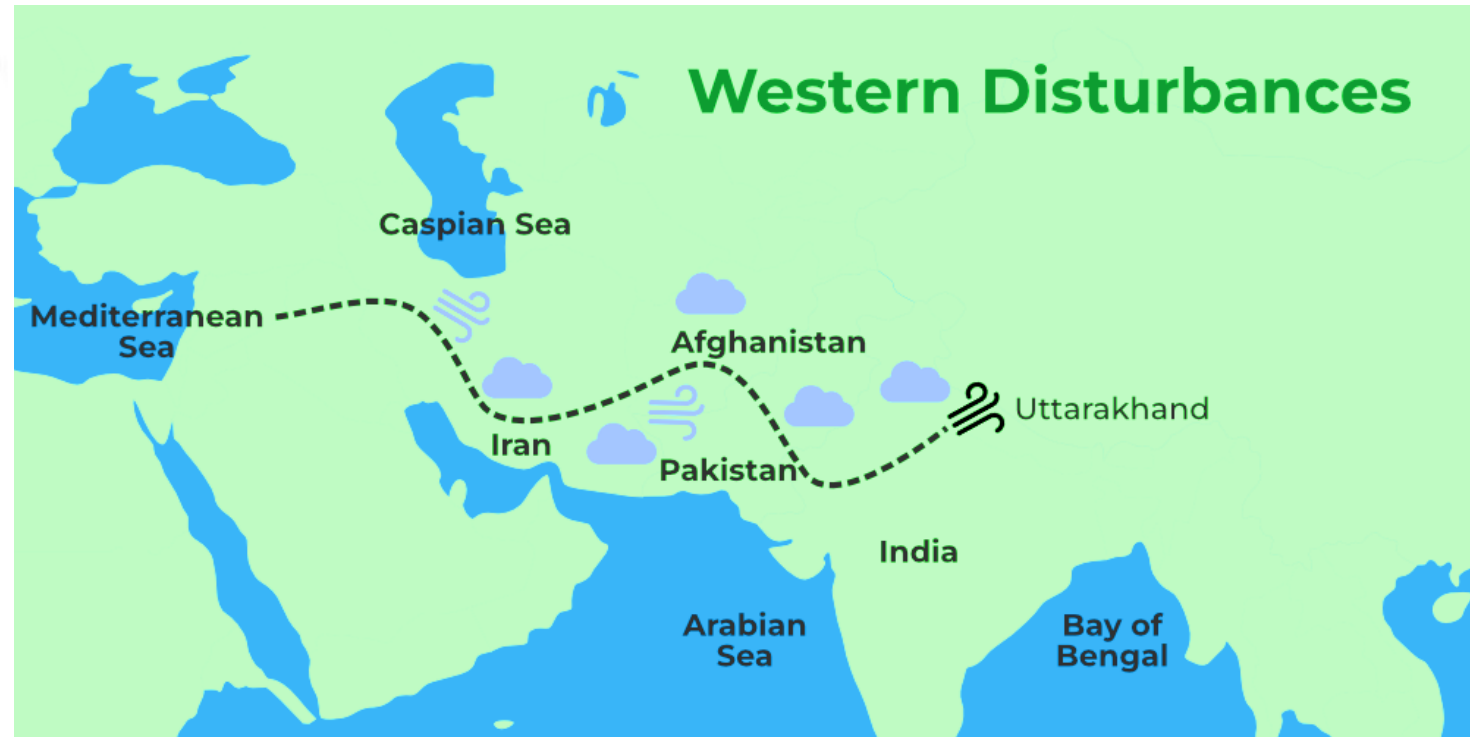 Western Disturbances
Caspian Sea
Mediterranean
Sea
Afghanistan
Uttarakhand
Iran
Pakistan
India
Arabian
Sea
Bay of
Bengal